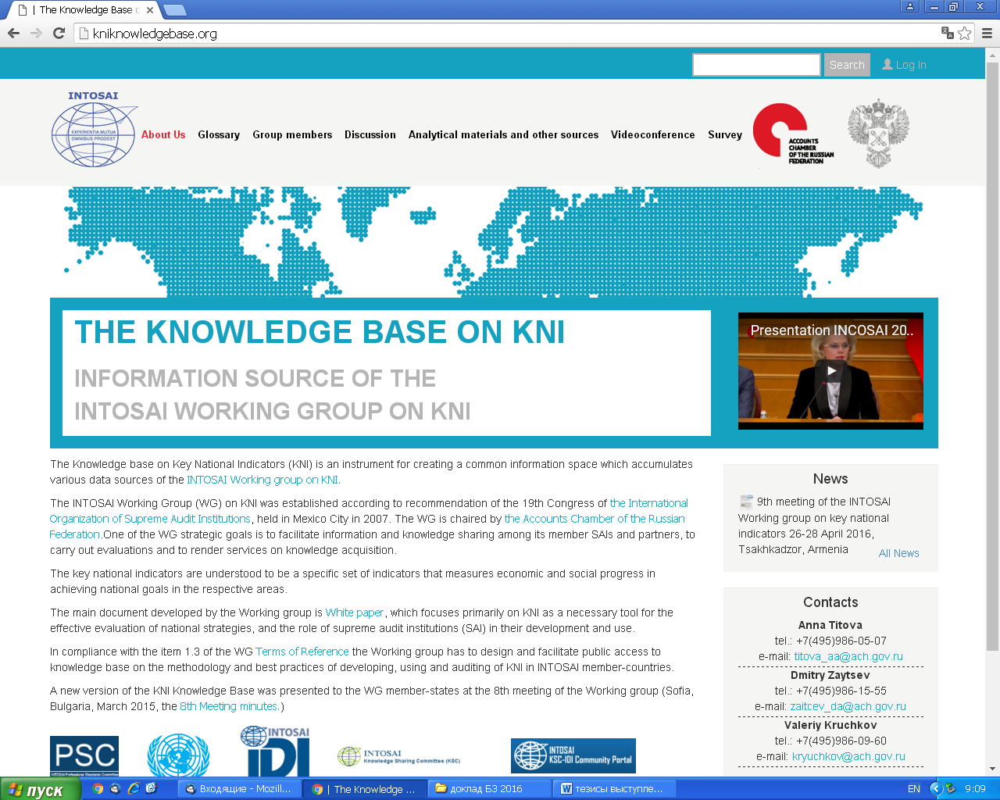 | The Knowledge Base c
kniknowledgebase.org
Search
Log In
INTOSAI
EXPERIENTIA MUTUA
OMNIBUS PRODEST
About Us
Glossary
Group members
Discussion
Analytical materials and other sources
Videoconference
Survey
ACCOUNTS
CHAMBER
OF THE RUSSIAN
FEDERATION
THE KNOWLEDGE BASE ON KNI
INFORMATION SOURCE OF THE
INTOSAI WORKING GROUP ON KNI
Presentation INCOSAI 20..
The Knowledge base on Key National Indicators (KNI) is an instrument for creating a common information space which accumulates
various data sources of the INTOSAI Working group on KNI.
The INTOSAI Working Group (WG) on KNI was established according to recommendation of the 19th Congress of the International
Organization of Supreme Audit Institutions, held in Mexico City in 2007. The WG is chaired by the Accounts Chamber of the Russian
Federation.One of the WG strategic goals is to facilitate information and knowledge sharing among its member SAIs and partners, to
carry out evaluations and to render services on knowledge acquisition.
The key national indicators are understood to be a specific set of indicators that measures economic and social progress in
achieving national goals in the respective areas.
The main document developed by the Working group is White paper, which focuses primarily on KNI as a necessary tool for the
effective evaluation of national strategies, and the role of supreme audit institutions (SAI) in their development and use.
In compliance with the item 1.3 of the WG Terms of Reference the Working group has to design and facilitate public access to
knowledge base on the methodology and best practices of developing, using and auditing of KNI in INTOSAI member-countries.
A new version of the KNI Knowledge Base was presented to the WG member-states at the 8th meeting of the Working group (Sofia,
Bulgaria, March 2015, the 8th Meeting minutes.)
News
9th meeting of the INTOSAI
Working group on key national
indicators 26-28 April 2016,
Tsakhkadzor, Armenia
All News
Contacts
Anna Titova
tel.: +7(495)986-05-07
e-mail: titova_aa@ach.gov.ru
Dmitry Zaytsev
tel.: +7(495)986-15-55
e-mail: zaitcev_da@ach.gov.ru
Valeriy Kruchkov
tel.: +7(495)986-09-60
e-mail: kryuchkov@ach.gov.ru
PSC
INTOSAI Professional Standards Committee
INTOSAI
IDI
INTOSAI
Knowledge Sharing Committee (KSC)
INTOSAI
KSC-IDI Community Portal
пуск
Входящие - Mozill...
| The Knowledge ...
доклад БЗ 2016
тезисы выступле...
EN
9:09